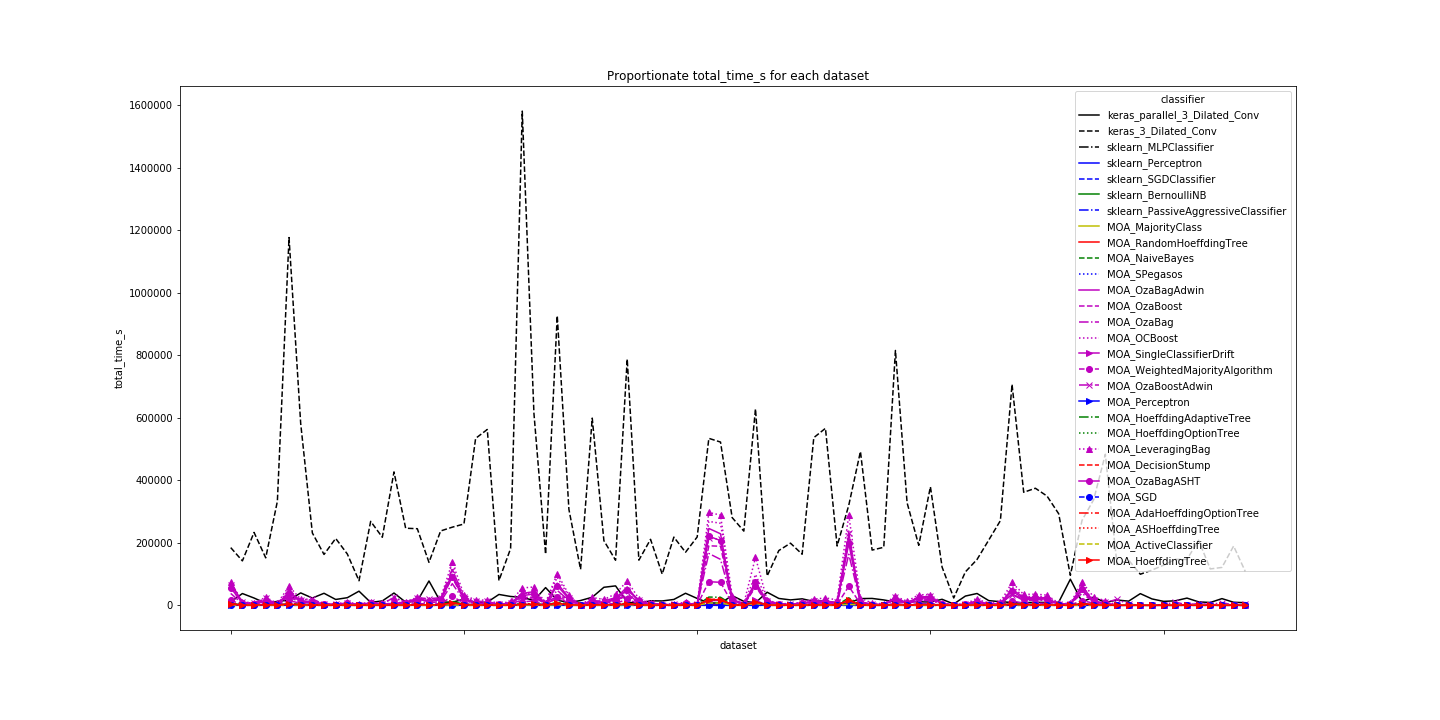 Proportionate total_time_s for each dataset
total_time_s
1600000
1400000
1200000
1000000
800000
600000
400000
200000
0
dataset
classifier
keras_parallel_3_Dilated_Conv
keras_3_Dilated_Conv
sklearn_MLPClassifier
sklearn_Perceptron
sklearn_SGDClassifier
sklearn_BernoulliNB
sklearn_PassiveAggressiveClassifier
MOA_MajorityClass
MOA_RandomHoeffdingTree
MOA_NaiveBayes
MOA_SPegasos
MOA_OzaBagAdwin
MOA_OzaBoost
MOA_OzaBag
MOA_OCBoost
MOA_SingleClassifierDrift
MOA_WeightedMajorityAlgorithm
MOA_OzaBoostAdwin
MOA_Perceptron
MOA_HoeffdingAdaptiveTree
MOA_HoeffdingOptionTree
MOA_LeveragingBag
MOA_DecisionStump
MOA_OzaBagASHT
MOA_SGD
MOA_AdaHoeffdingOptionTree
MOA_ASHoeffdingTree
MOA_ActiveClassifier
MOA_HoeffdingTree